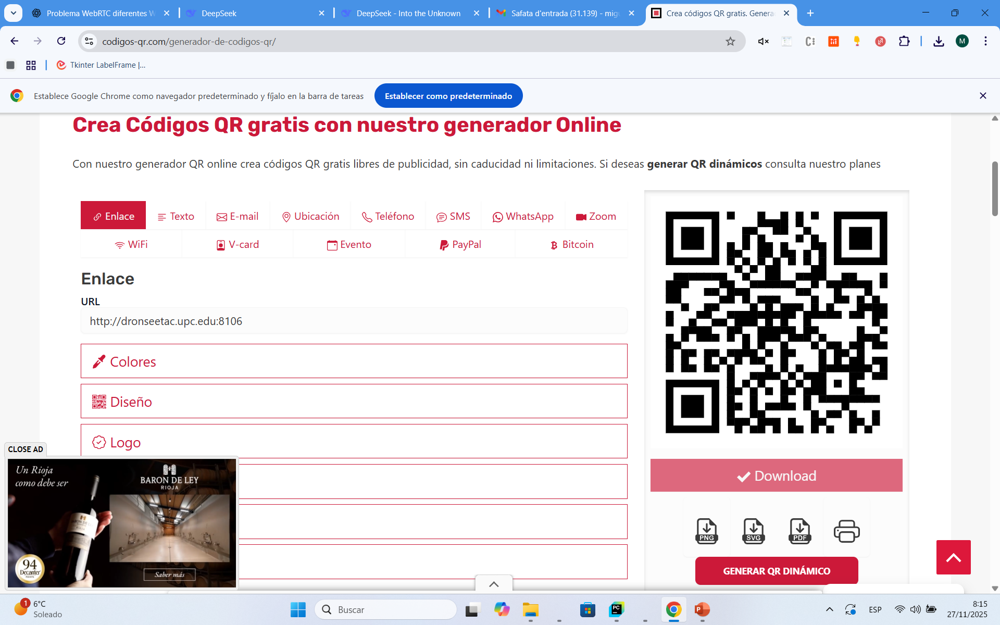 Problema WebRTC diferentes W
DeepSeek
DeepSeek - Into the Unknown
Safata d'entrada (31.139) - mig
Crea códigos QR gratis. Genera
codigos-qr.com/generador-de-codigos-qr/
M
Tkinter LabelFrame |...
Establece Google Chrome como navegador predeterminado y fíjalo en la barra de tareas
Establecer como predeterminado
Crea Códigos QR gratis con nuestro generador Online
Con nuestro generador QR online crea códigos QR gratis libres de publicidad, sin caducidad ni limitaciones. Si deseas generar QR dinámicos consulta nuestro planes
Enlace Texto E-mail Ubicación Teléfono SMS WhatsApp Zoom
WiFi V-card Evento PayPal Bitcoin
Enlace
URL
http://dronseetac.upc.edu:8106
Colores
Diseño
Logo
CLOSE AD
Un Rioja
como debe ser
BARON DE LEY
RIOJA
94
Decanter
POINTS
Saber más
Download
PNG SVG PDF
GENERAR QR DINÁMICO
1
6°C
Soleado
Buscar
PC
P
ESP
8:15
27/11/2025